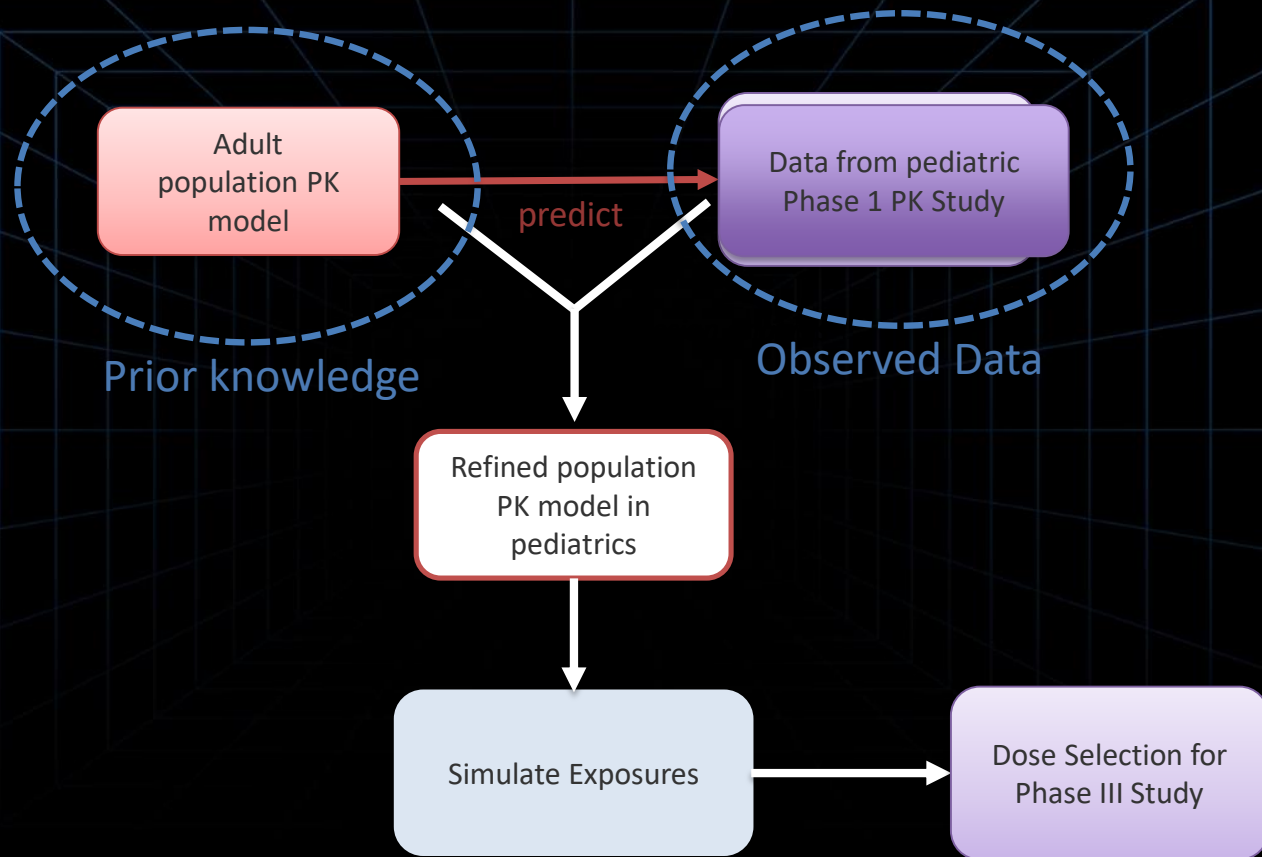 Adult
population PK
model
predict
Data from pediatric
Phase 1 PK Study
Prior knowledge
Observed Data
Refined population
PK model in
pediatrics
Simulate Exposures
Dose Selection for
Phase III Study